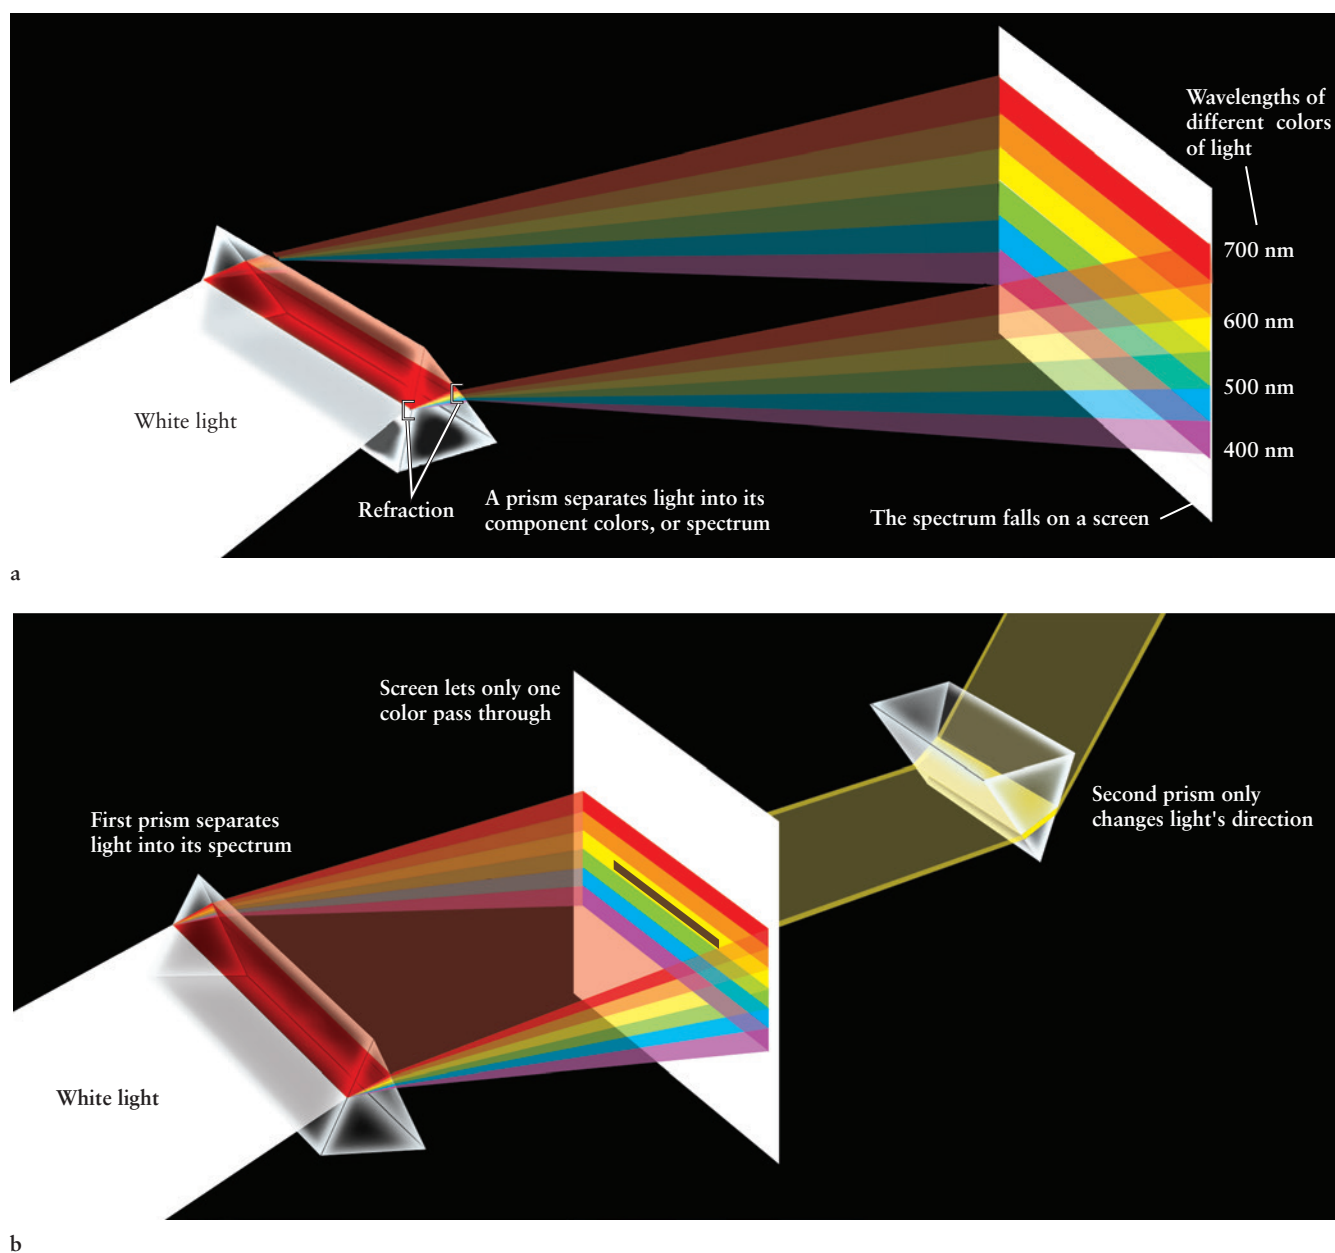 Wavelengths of
different colors
of light
700 nm
600 nm
500 nm
400 nm
White light
Refraction
A prism separates light into its
component colors, or spectrum
The spectrum falls on a screen
a
Screen lets only one
color pass through
First prism separates
light into its spectrum
Second prism only
changes light's direction
White light
b